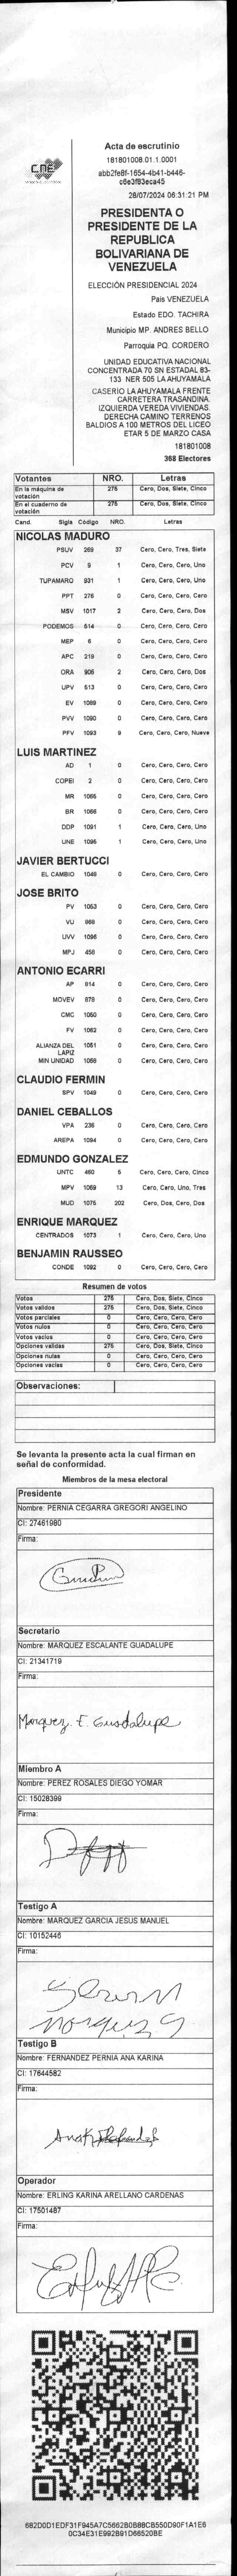 CNE
Acta de escrutinio
181801008.01.1.0001
abb2fe8f-1654-4b41-b446-
c6e3f83eca45
28/07/2024 06:31:21 PM
PRESIDENTA O
PRESIDENTE DE LA
REPUBLICA
BOLIVARIANA DE
VENEZUELA
ELECCIÓN PRESIDENCIAL 2024
Pais VENEZUELA
Estado EDO. TACHIRA
Municipio MP. ANDRES BELLO
Parroquia PQ. CORDERO
UNIDAD EDUCATIVA NACIONAL
CONCENTRADA 70 SN ESTADAL 83-
133 NER 505 LA AHUYAMALA
CASERIO LA AHUYAMALA FRENTE
CARRETERA TRASANDINA.
IZQUIERDA VEREDA VIVIENDAS.
DERECHA CAMINO TERRENOS
BALDIOS A 100 METROS DEL LICEO
ETAR 5 DE MARZO CASA
181801008
368 Electores
Votantes NRO. Letras
En la máquina de votación 275 Cero, Dos, Siete, Cinco
En el cuaderno de votación 275 Cero, Dos, Siete, Cinco
Cand. Sigla Código NRO. Letras
NICOLAS MADURO
PSUV 269 37 Cero, Cero, Tres, Siete
PCV 9 1 Cero, Cero, Cero, Uno
TUPAMARO 931 1 Cero, Cero, Cero, Uno
PPT 276 0 Cero, Cero, Cero, Cero
MSV 1017 2 Cero, Cero, Cero, Dos
PODEMOS 614 0 Cero, Cero, Cero, Cero
MEP 6 0 Cero, Cero, Cero, Cero
APC 219 0 Cero, Cero, Cero, Cero
ORA 906 2 Cero, Cero, Cero, Dos
UPV 513 0 Cero, Cero, Cero, Cero
EV 1089 0 Cero, Cero, Cero, Cero
PVV 1090 0 Cero, Cero, Cero, Cero
PFV 1093 9 Cero, Cero, Cero, Nueve
LUIS MARTINEZ
AD 1 0 Cero, Cero, Cero, Cero
COPEI 2 0 Cero, Cero, Cero, Cero
MR 1065 0 Cero, Cero, Cero, Cero
BR 1066 0 Cero, Cero, Cero, Cero
DDP 1091 1 Cero, Cero, Cero, Uno
UNE 1095 1 Cero, Cero, Cero, Uno
JAVIER BERTUCCI
EL CAMBIO 1048 0 Cero, Cero, Cero, Cero
JOSE BRITO
PV 1053 0 Cero, Cero, Cero, Cero
VU 868 0 Cero, Cero, Cero, Cero
UVV 1096 0 Cero, Cero, Cero, Cero
MPJ 458 0 Cero, Cero, Cero, Cero
ANTONIO ECARRI
AP 814 0 Cero, Cero, Cero, Cero
MOVEV 878 0 Cero, Cero, Cero, Cero
CMC 1050 0 Cero, Cero, Cero, Cero
FV 1062 0 Cero, Cero, Cero, Cero
ALIANZA DEL LAPIZ 1051 0 Cero, Cero, Cero, Cero
MIN UNIDAD 1058 0 Cero, Cero, Cero, Cero
CLAUDIO FERMIN
SPV 1049 0 Cero, Cero, Cero, Cero
DANIEL CEBALLOS
VPA 236 0 Cero, Cero, Cero, Cero
AREPA 1094 0 Cero, Cero, Cero, Cero
EDMUNDO GONZALEZ
UNTC 460 5 Cero, Cero, Cero, Cinco
MPV 1069 13 Cero, Cero, Uno, Tres
MUD 1075 202 Cero, Dos, Cero, Dos
ENRIQUE MARQUEZ
CENTRADOS 1073 1 Cero, Cero, Cero, Uno
BENJAMIN RAUSSEO
CONDE 1092 0 Cero, Cero, Cero, Cero
Resumen de votos
Votos 275 Cero, Dos, Siete, Cinco
Votos validos 275 Cero, Dos, Siete, Cinco
Votos parciales 0 Cero, Cero, Cero, Cero
Votos nulos 0 Cero, Cero, Cero, Cero
Votos vacíos 0 Cero, Cero, Cero, Cero
Opciones validas 275 Cero, Dos, Siete, Cinco
Opciones nulas 0 Cero, Cero, Cero, Cero
Opciones vacías 0 Cero, Cero, Cero, Cero
Observaciones:
Se levanta la presente acta la cual firman en
señal de conformidad.
Miembros de la mesa electoral
Presidente
Nombre: PERNIA CEGARRA GREGORI ANGELINO
CI: 27461980
Firma:
Secretario
Nombre: MARQUEZ ESCALANTE GUADALUPE
CI: 21341719
Firma:
Marquez. E. Guadalupe
Miembro A
Nombre: PEREZ ROSALES DIEGO YOMAR
CI: 15028399
Firma:
Testigo A
Nombre: MARQUEZ GARCIA JESUS MANUEL
CI: 10152446
Firma:
Testigo B
Nombre: FERNANDEZ PERNIA ANA KARINA
CI: 17644582
Firma:
Operador
Nombre: ERLING KARINA ARELLANO CARDENAS
CI: 17501487
Firma:
682D0D1EDF31F945A7C5662B0B88CB550D90F1A1E6
0C34E31E992B91D66520BE